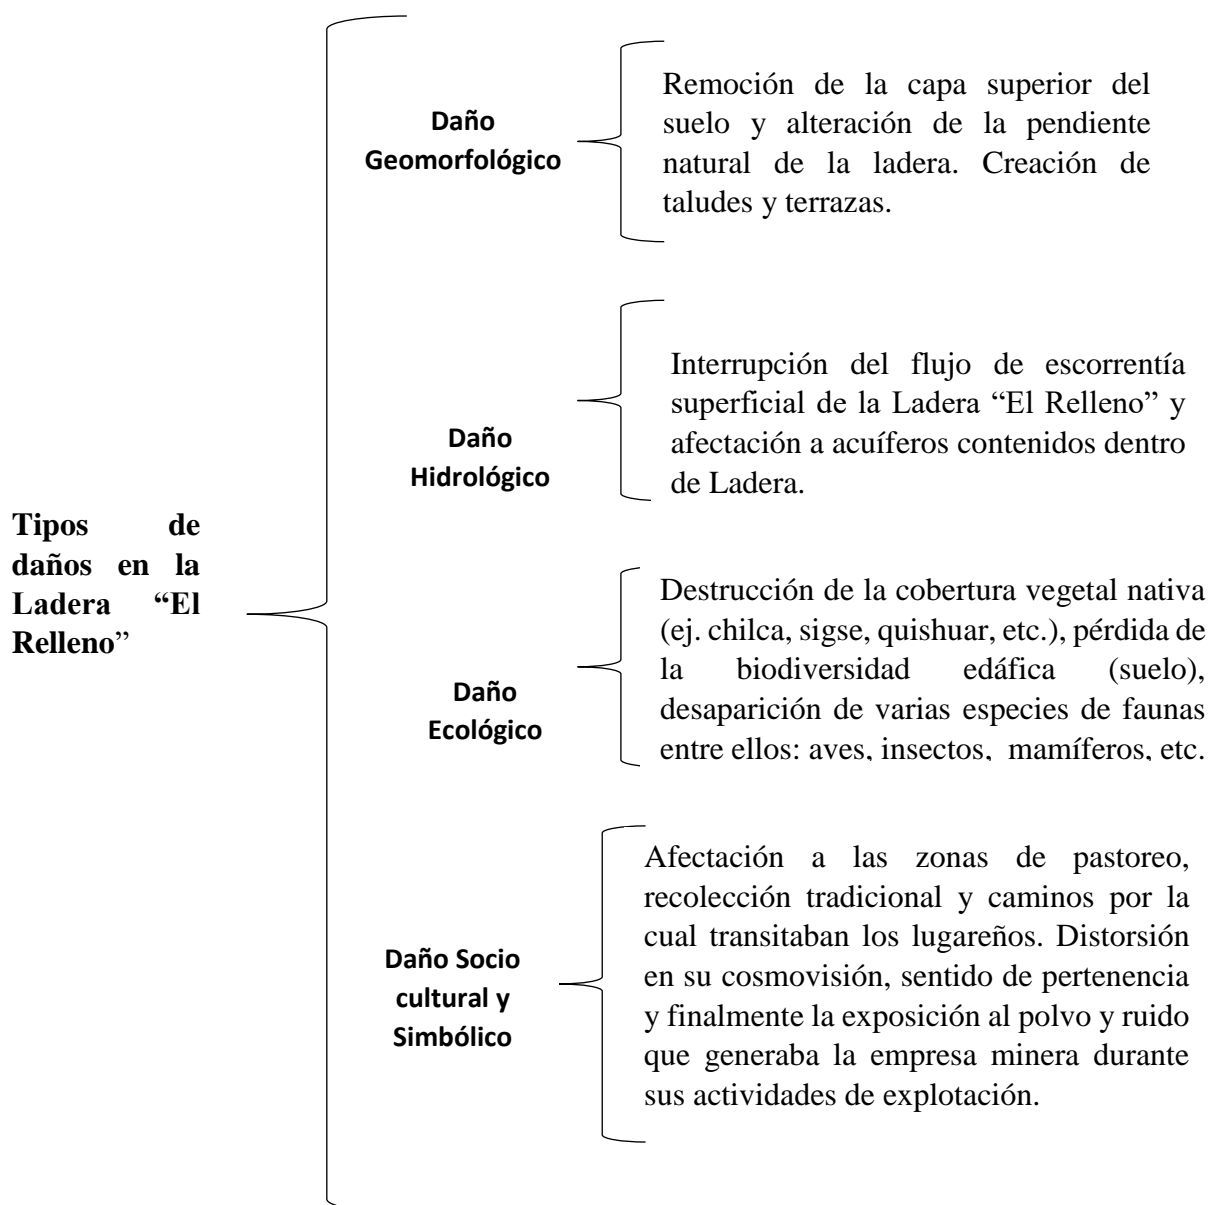 Tipos de
daños en la
Ladera “El
Relleno”
Daño
Geomorfológico
Remoción de la capa superior del
suelo y alteración de la pendiente
natural de la ladera. Creación de
taludes y terrazas.
Daño
Hidrológico
Interrupción del flujo de escorrentía
superficial de la Ladera “El Relleno” y
afectación a acuíferos contenidos dentro
de Ladera.
Daño
Ecológico
Destrucción de la cobertura vegetal nativa
(ej. chilca, sigse, quishuar, etc.), pérdida de
la biodiversidad edáfica (suelo),
desaparición de varias especies de faunas
entre ellos: aves, insectos, mamíferos, etc.
Daño Socio
cultural y
Simbólico
Afectación a las zonas de pastoreo,
recolección tradicional y caminos por la
cual transitaban los lugareños. Distorsión
en su cosmovisión, sentido de pertenencia
y finalmente la exposición al polvo y ruido
que generaba la empresa minera durante
sus actividades de explotación.